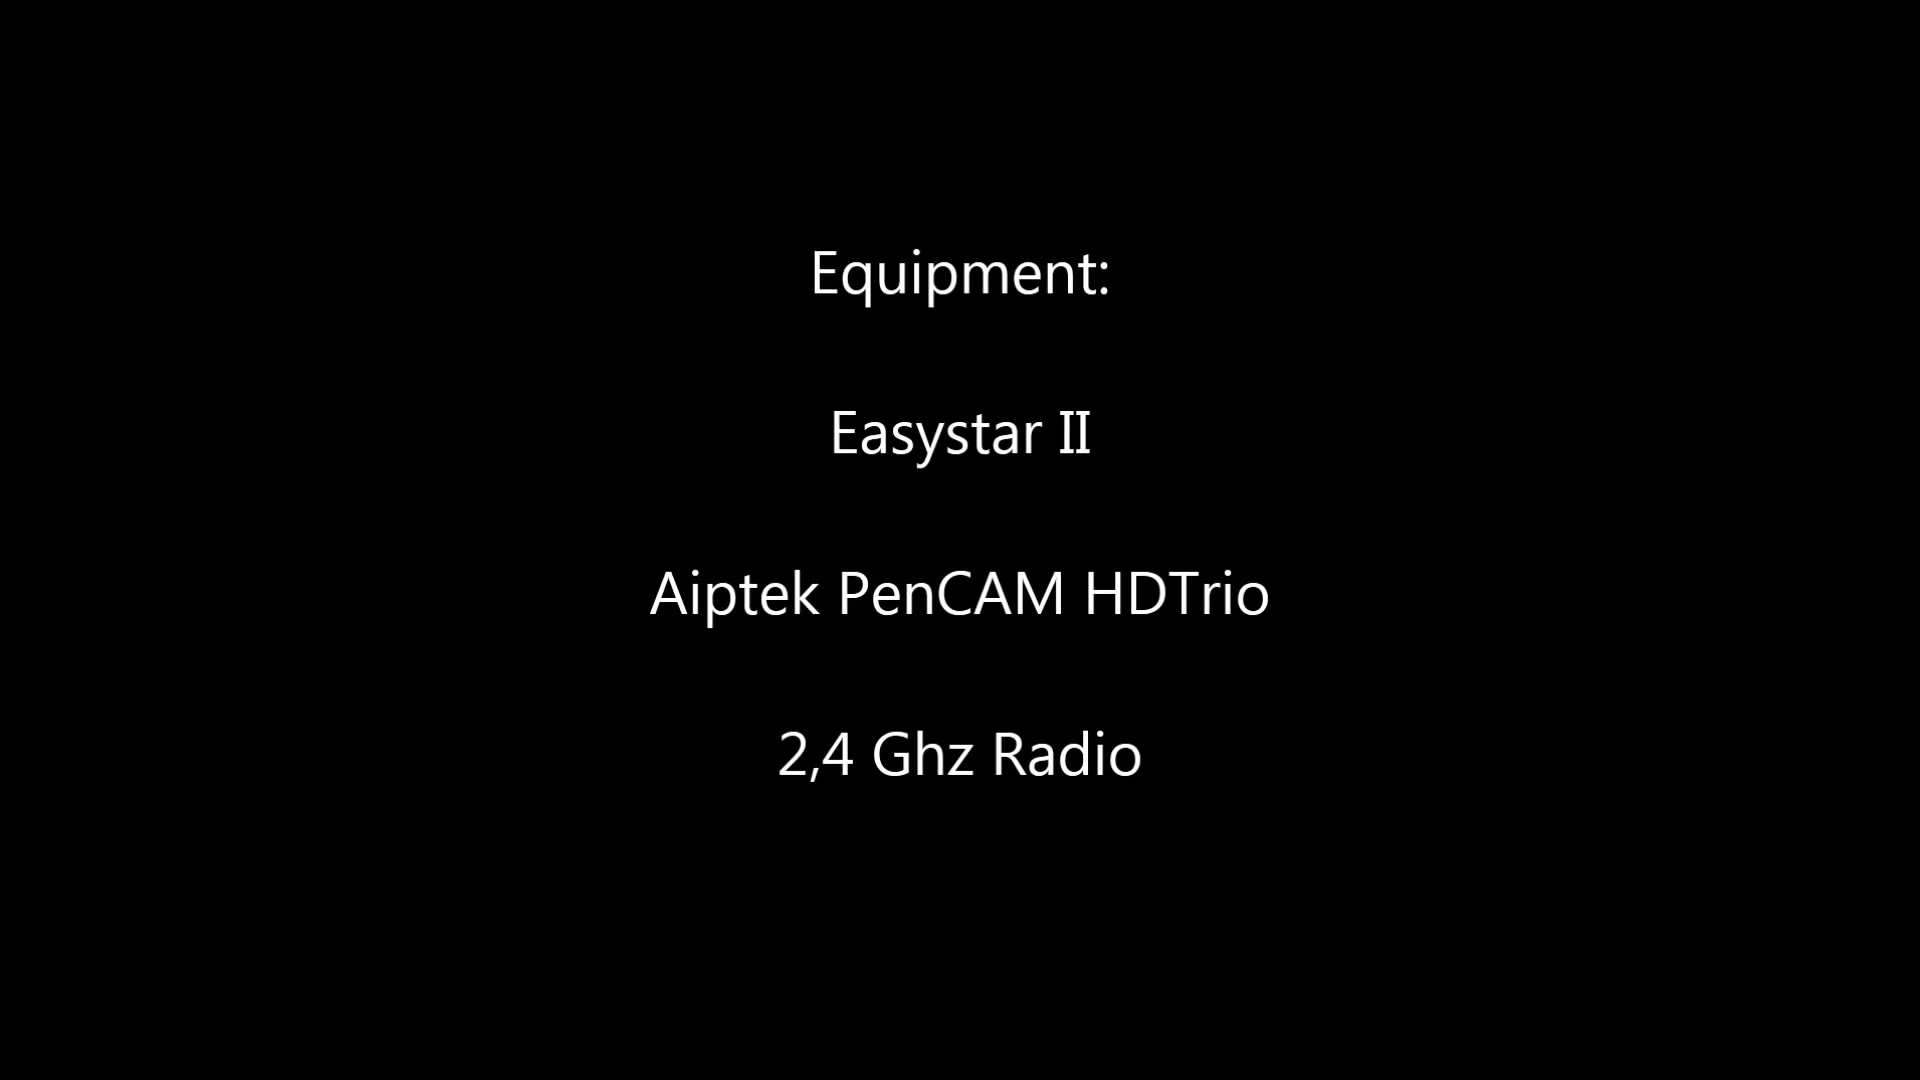 Equipment:
Easystar II
Aiptek PenCAM HDTrio
2,4 Ghz Radio